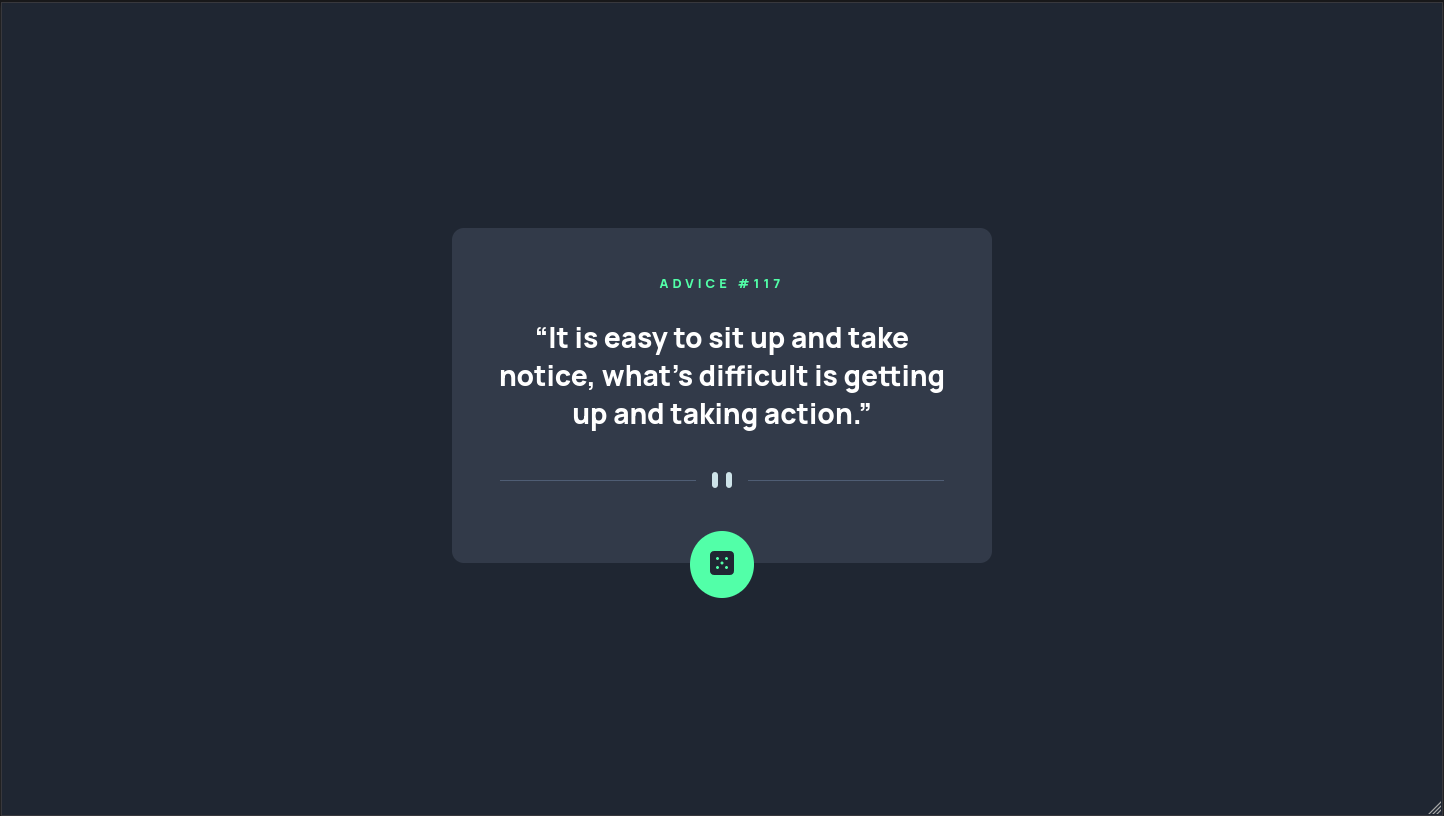 ADVICE #117
“It is easy to sit up and take
notice, what’s difficult is getting
up and taking action.”